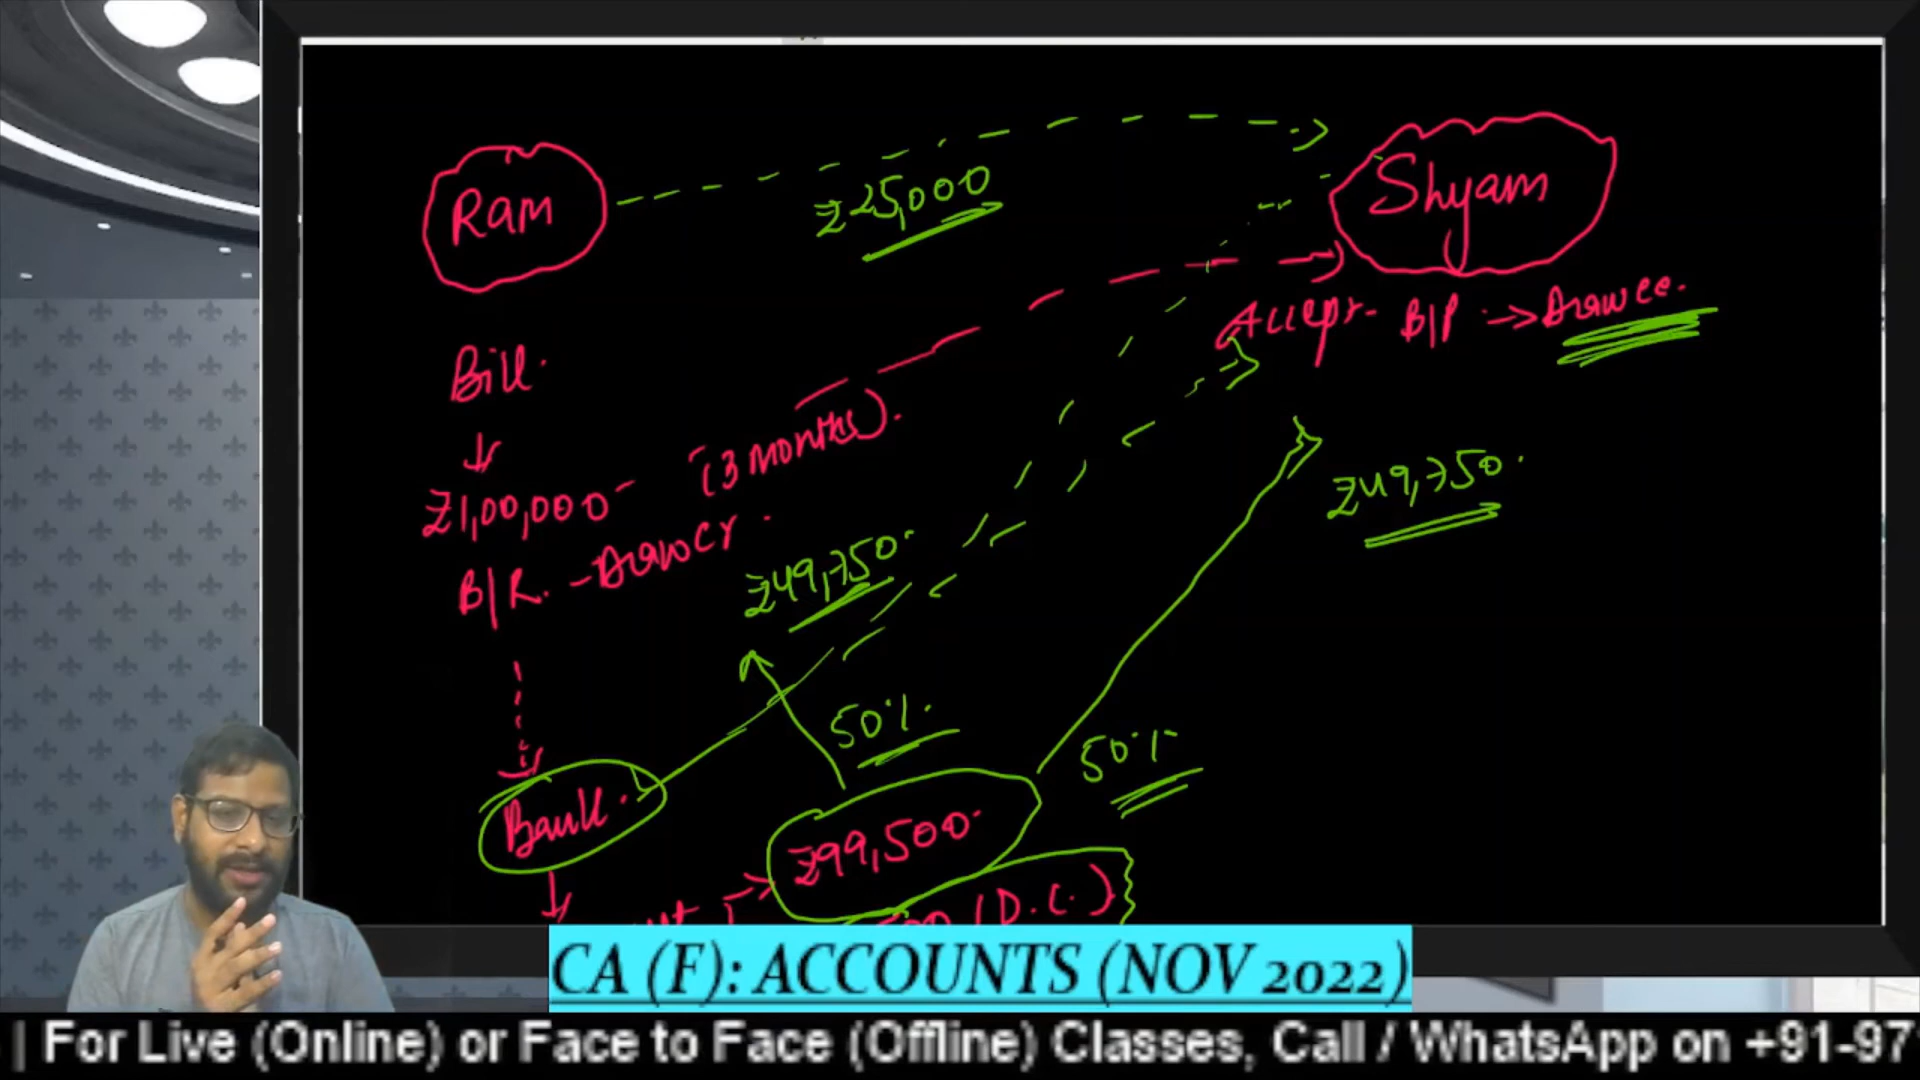 Ram
₹25,000
Shyam
Accept- B/P → Drawee.
Bill.
(3 months).
₹1,00,000
B/R. - Drawer.
₹49,750.
₹49,750.
50%.
50%
Bank.
₹99,500.
(D.C.)
CA (F): ACCOUNTS (NOV 2022)
| For Live (Online) or Face to Face (Offline) Classes, Call / WhatsApp on +91-97